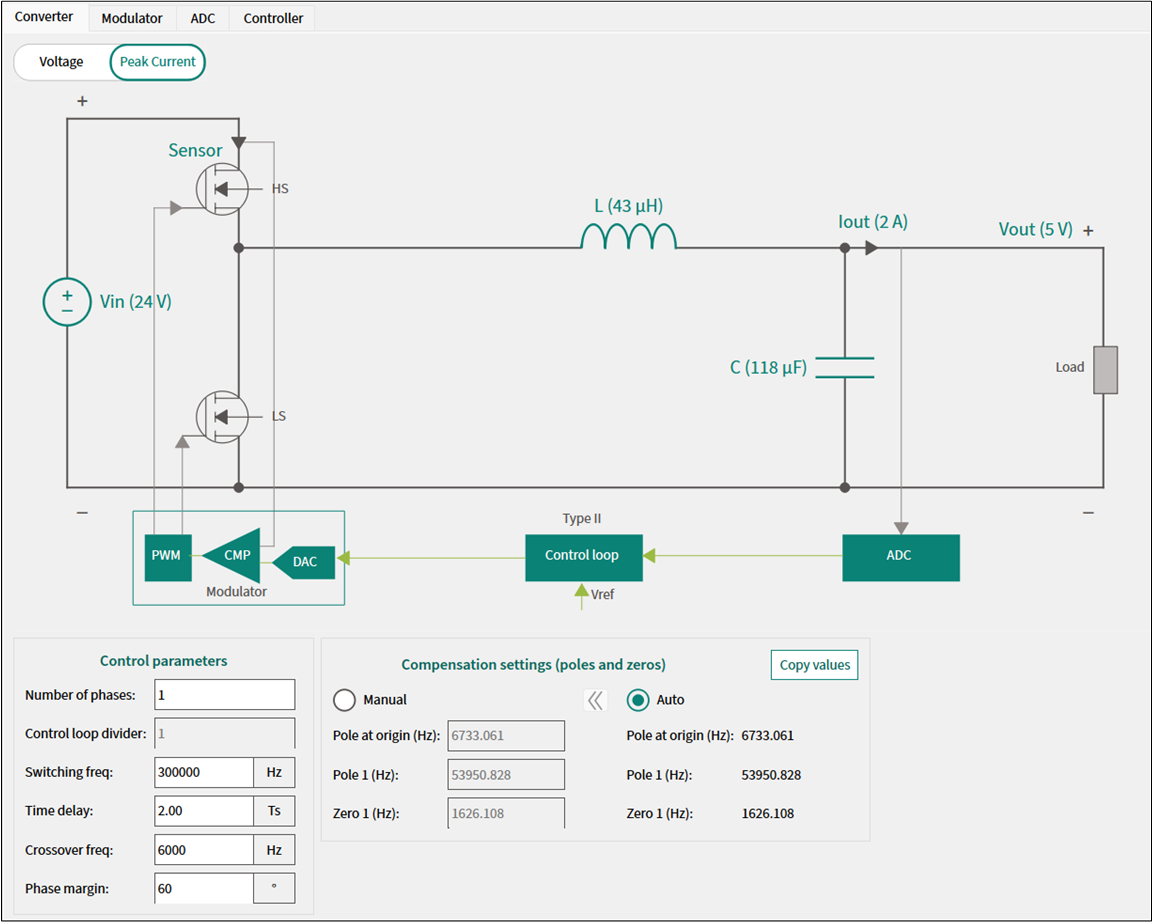 Converter Modulator ADC Controller
Voltage Peak Current
+
Sensor
HS
L (43 µH)
Iout (2 A)
Vout (5 V) +
+
−
Vin (24 V)
C (118 µF)
Load
LS
−
−
Type II
PWM
CMP
DAC
Control loop
ADC
Modulator
Vref
Control parameters
Number of phases: 1
Control loop divider: 1
Switching freq: 300000 Hz
Time delay: 2.00 Ts
Crossover freq: 6000 Hz
Phase margin: 60 °
Compensation settings (poles and zeros) Copy values
Manual Auto
Pole at origin (Hz): 6733.061 Pole at origin (Hz): 6733.061
Pole 1 (Hz): 53950.828 Pole 1 (Hz): 53950.828
Zero 1 (Hz): 1626.108 Zero 1 (Hz): 1626.108